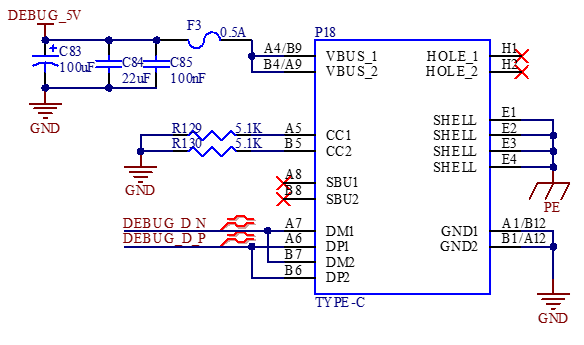 DEBUG_5V
F3
0.5A
P18
C83
100uF
C84
22uF
C85
100nF
GND
A4/B9
B4/A9
VBUS_1
VBUS_2
HOLE_1
HOLE_2
H1
H2
R129
5.1K
R130
5.1K
GND
A5
B5
CC1
CC2
SHELL
SHELL
SHELL
SHELL
E1
E2
E3
E4
PE
A8
B8
SBU1
SBU2
DEBUG_D_N
DEBUG_D_P
A7
A6
B7
B6
DM1
DP1
DM2
DP2
GND1
GND2
A1/B12
B1/A12
GND
TYPE-C